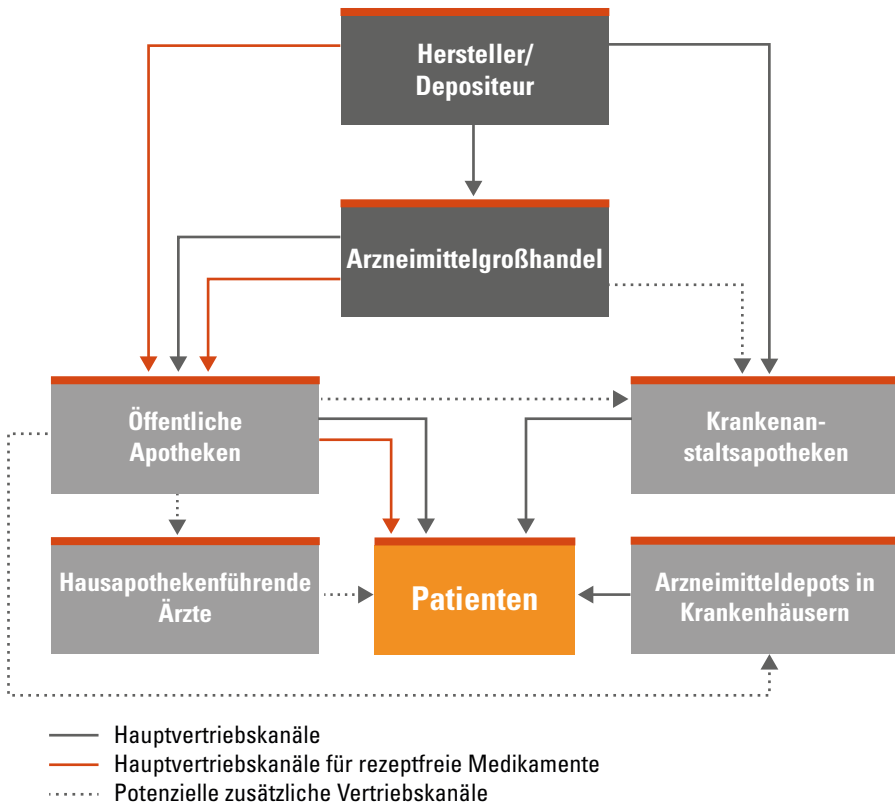 Hersteller/
Depositeur
Arzneimittelgroßhandel
Öffentliche
Apotheken
Krankenan-
staltsapotheken
Hausapothekenführende
Ärzte
Patienten
Arzneimitteldepots in
Krankenhäusern
Hauptvertriebskanäle
Hauptvertriebskanäle für rezeptfreie Medikamente
Potenzielle zusätzliche Vertriebskanäle